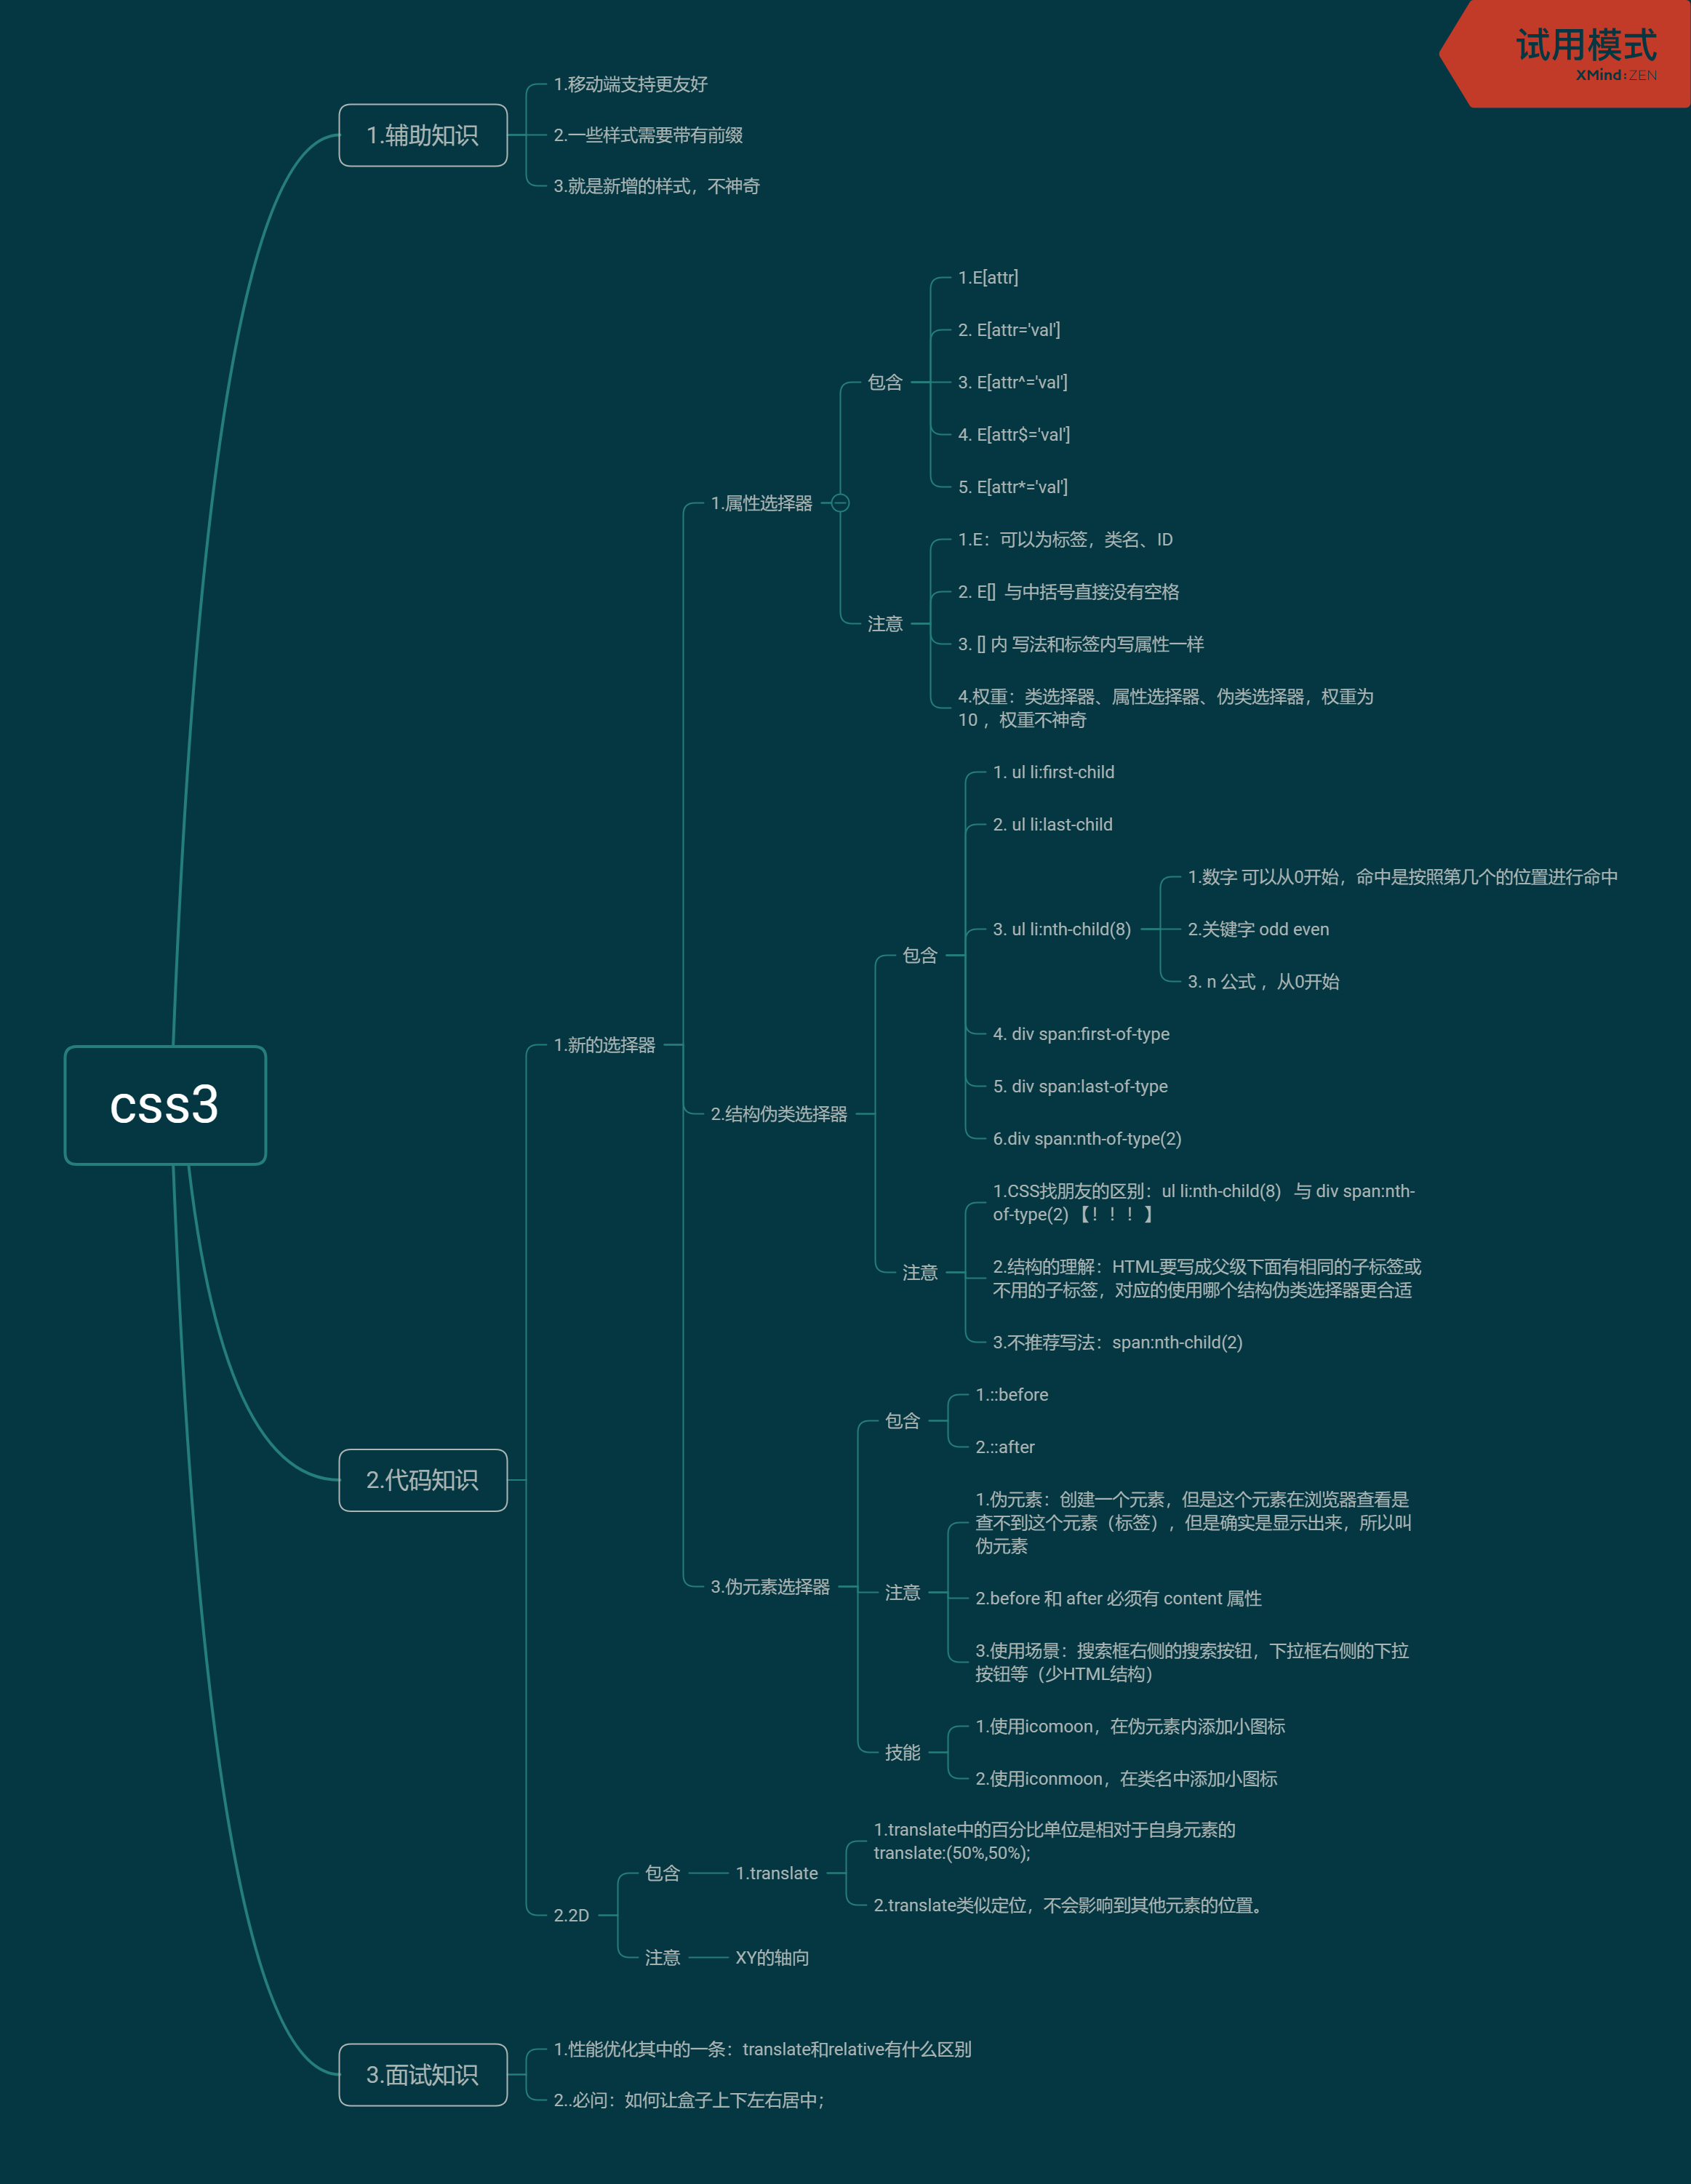 试用模式
XMind:ZEN
css3
1.辅助知识
1.移动端支持更友好
2.一些样式需要带有前缀
3.就是新增的样式，不神奇
2.代码知识
1.新的选择器
1.属性选择器
包含
1.E[attr]
2. E[attr='val']
3. E[attr^='val']
4. E[attr$='val']
5. E[attr*='val']
注意
1.E：可以为标签，类名、ID
2. E[] 与中括号直接没有空格
3. [] 内 写法和标签内写属性一样
4.权重：类选择器、属性选择器、伪类选择器，权重为
10 ，权重不神奇
2.结构伪类选择器
包含
1. ul li:first-child
2. ul li:last-child
3. ul li:nth-child(8)
1.数字 可以从0开始，命中是按照第几个的位置进行命中
2.关键字 odd even
3. n 公式 ，从0开始
4. div span:first-of-type
5. div span:last-of-type
6.div span:nth-of-type(2)
注意
1.CSS找朋友的区别：ul li:nth-child(8) 与 div span:nth-
of-type(2) 【！！！】
2.结构的理解：HTML要写成父级下面有相同的子标签或
不用的子标签，对应的使用哪个结构伪类选择器更合适
3.不推荐写法：span:nth-child(2)
3.伪元素选择器
包含
1.::before
2.::after
注意
1.伪元素：创建一个元素，但是这个元素在浏览器查看是
查不到这个元素（标签），但是确实是显示出来，所以叫
伪元素
2.before 和 after 必须有 content 属性
3.使用场景：搜索框右侧的搜索按钮，下拉框右侧的下拉
按钮等（少HTML结构）
技能
1.使用icomoon，在伪元素内添加小图标
2.使用iconmoon，在类名中添加小图标
2.2D
包含
1.translate
1.translate中的百分比单位是相对于自身元素的
translate:(50%,50%);
2.translate类似定位，不会影响到其他元素的位置。
注意
XY的轴向
3.面试知识
1.性能优化其中的一条：translate和relative有什么区别
2..必问：如何让盒子上下左右居中；